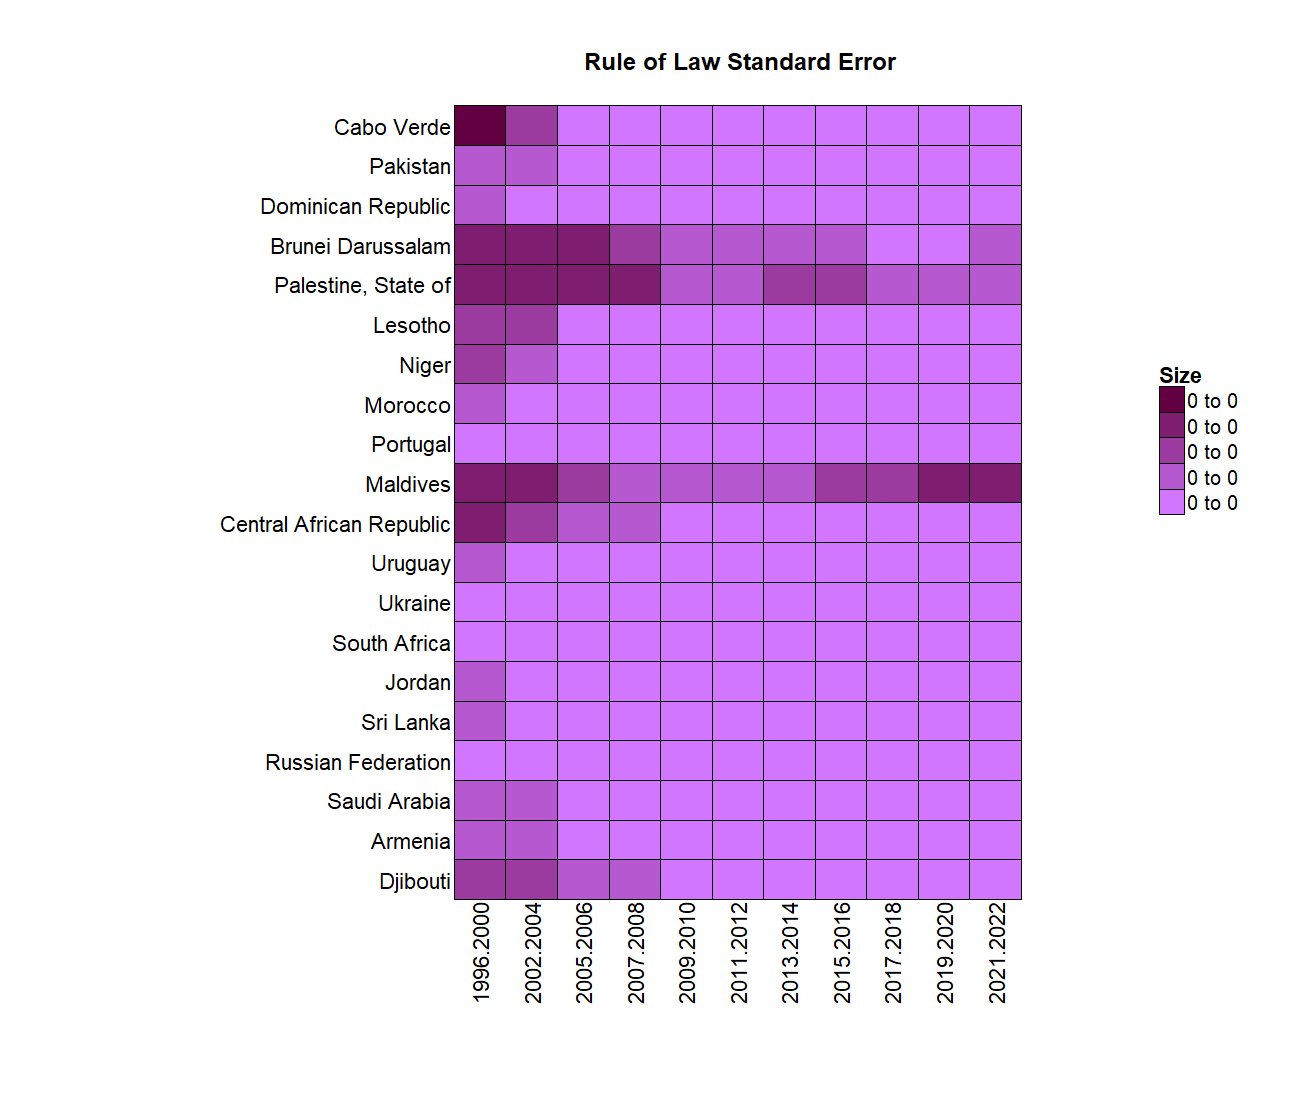 Rule of Law Standard Error
Cabo Verde
Pakistan
Dominican Republic
Brunei Darussalam
Palestine, State of
Lesotho
Niger
Morocco
Portugal
Maldives
Central African Republic
Uruguay
Ukraine
South Africa
Jordan
Sri Lanka
Russian Federation
Saudi Arabia
Armenia
Djibouti
1996.2000
2002.2004
2005.2006
2007.2008
2009.2010
2011.2012
2013.2014
2015.2016
2017.2018
2019.2020
2021.2022
Size
0 to 0
0 to 0
0 to 0
0 to 0
0 to 0